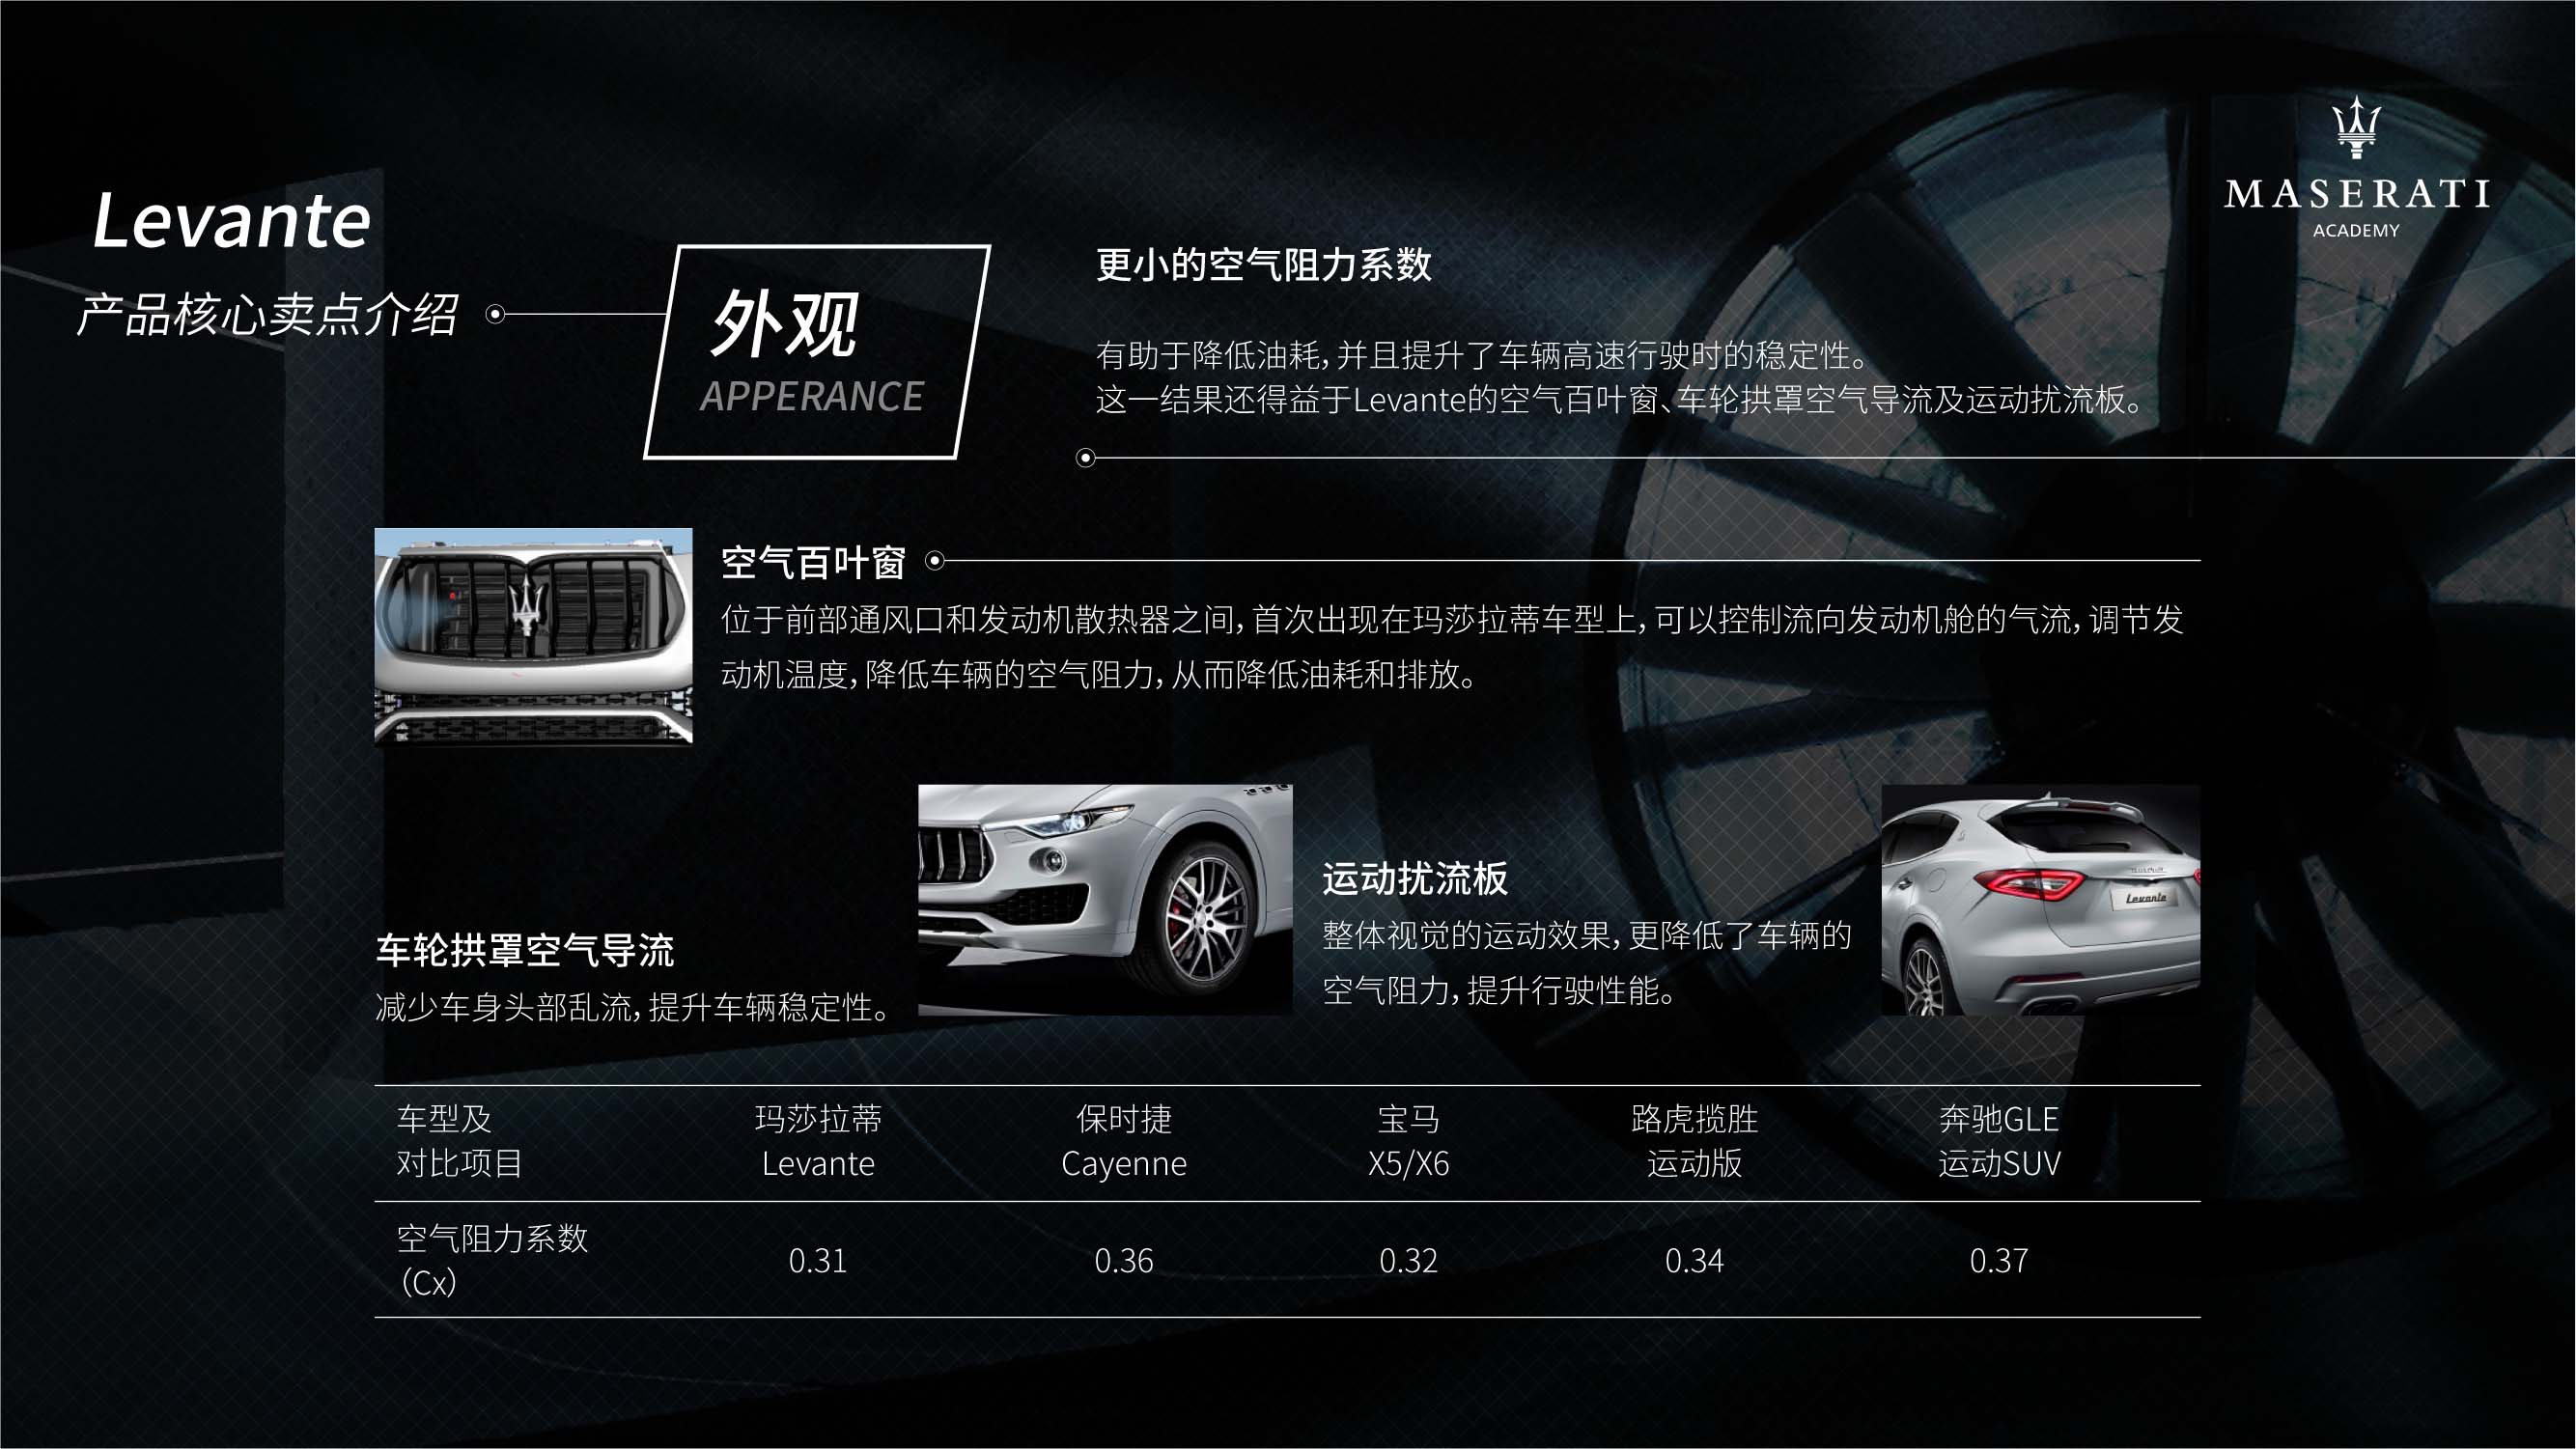 MASERATI
ACADEMY
Levante
产品核心卖点介绍
外观
APPERANCE
更小的空气阻力系数
有助于降低油耗，并且提升了车辆高速行驶时的稳定性。
这一结果还得益于Levante的空气百叶窗、车轮拱罩空气导流及运动扰流板。
空气百叶窗
位于前部通风口和发动机散热器之间，首次出现在玛莎拉蒂车型上，可以控制流向发动机舱的气流，调节发
动机温度，降低车辆的空气阻力，从而降低油耗和排放。
车轮拱罩空气导流
减少车身头部乱流，提升车辆稳定性。
运动扰流板
整体视觉的运动效果，更降低了车辆的
空气阻力，提升行驶性能。
Levante
车型及 玛莎拉蒂 保时捷 宝马 路虎揽胜 奔驰GLE
对比项目 Levante Cayenne X5/X6 运动版 运动SUV
空气阻力系数
（Cx） 0.31 0.36 0.32 0.34 0.37